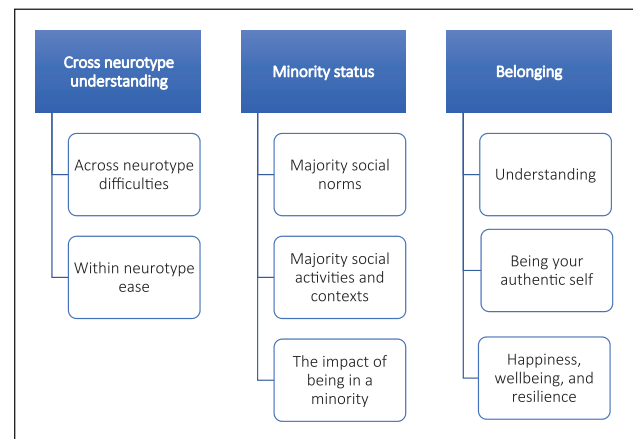 Cross neurotype
understanding
Across neurotype
difficulties
Within neurotype
ease
Minority status
Majority social
norms
Majority social
activities and
contexts
The impact of
being in a
minority
Belonging
Understanding
Being your
authentic self
Happiness,
wellbeing, and
resilience